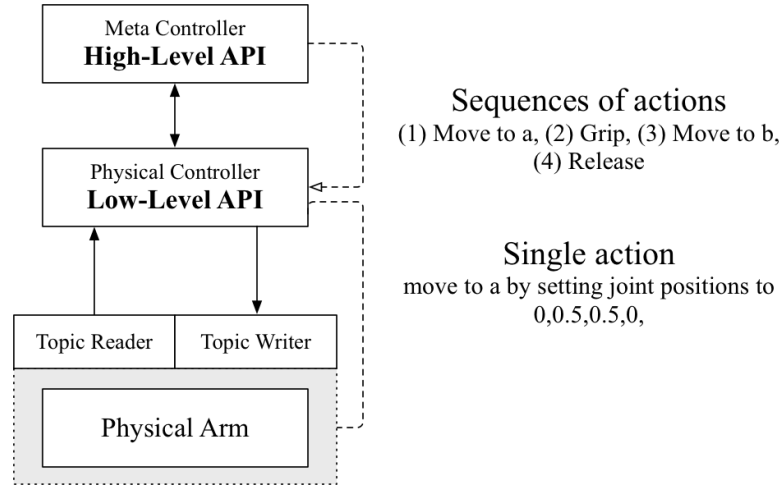 Meta Controller
High-Level API
Physical Controller
Low-Level API
Topic Reader
Topic Writer
Physical Arm
Sequences of actions
(1) Move to a, (2) Grip, (3) Move to b,
(4) Release
Single action
move to a by setting joint positions to
0,0.5,0.5,0,